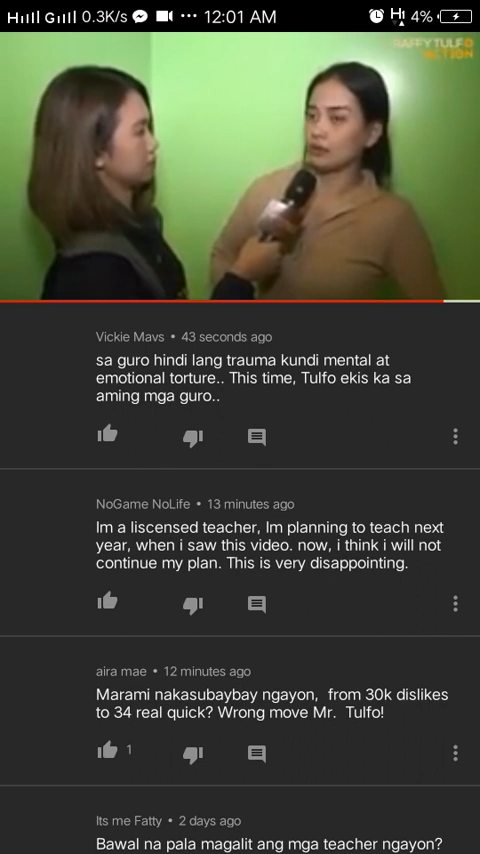 0.3K/s ... 12:01 AM 4%
RAFFY TULFO
ACTION
Vickie Mavs • 43 seconds ago
sa guro hindi lang trauma kundi mental at
emotional torture.. This time, Tulfo ekis ka sa
aming mga guro..
NoGame NoLife • 13 minutes ago
Im a liscensed teacher, Im planning to teach next
year, when i saw this video. now, i think i will not
continue my plan. This is very disappointing.
aira mae • 12 minutes ago
Marami nakasubaybay ngayon, from 30k dislikes
to 34 real quick? Wrong move Mr. Tulfo!
1
Its me Fatty • 2 days ago
Bawal na pala magalit ang mga teacher ngayon?